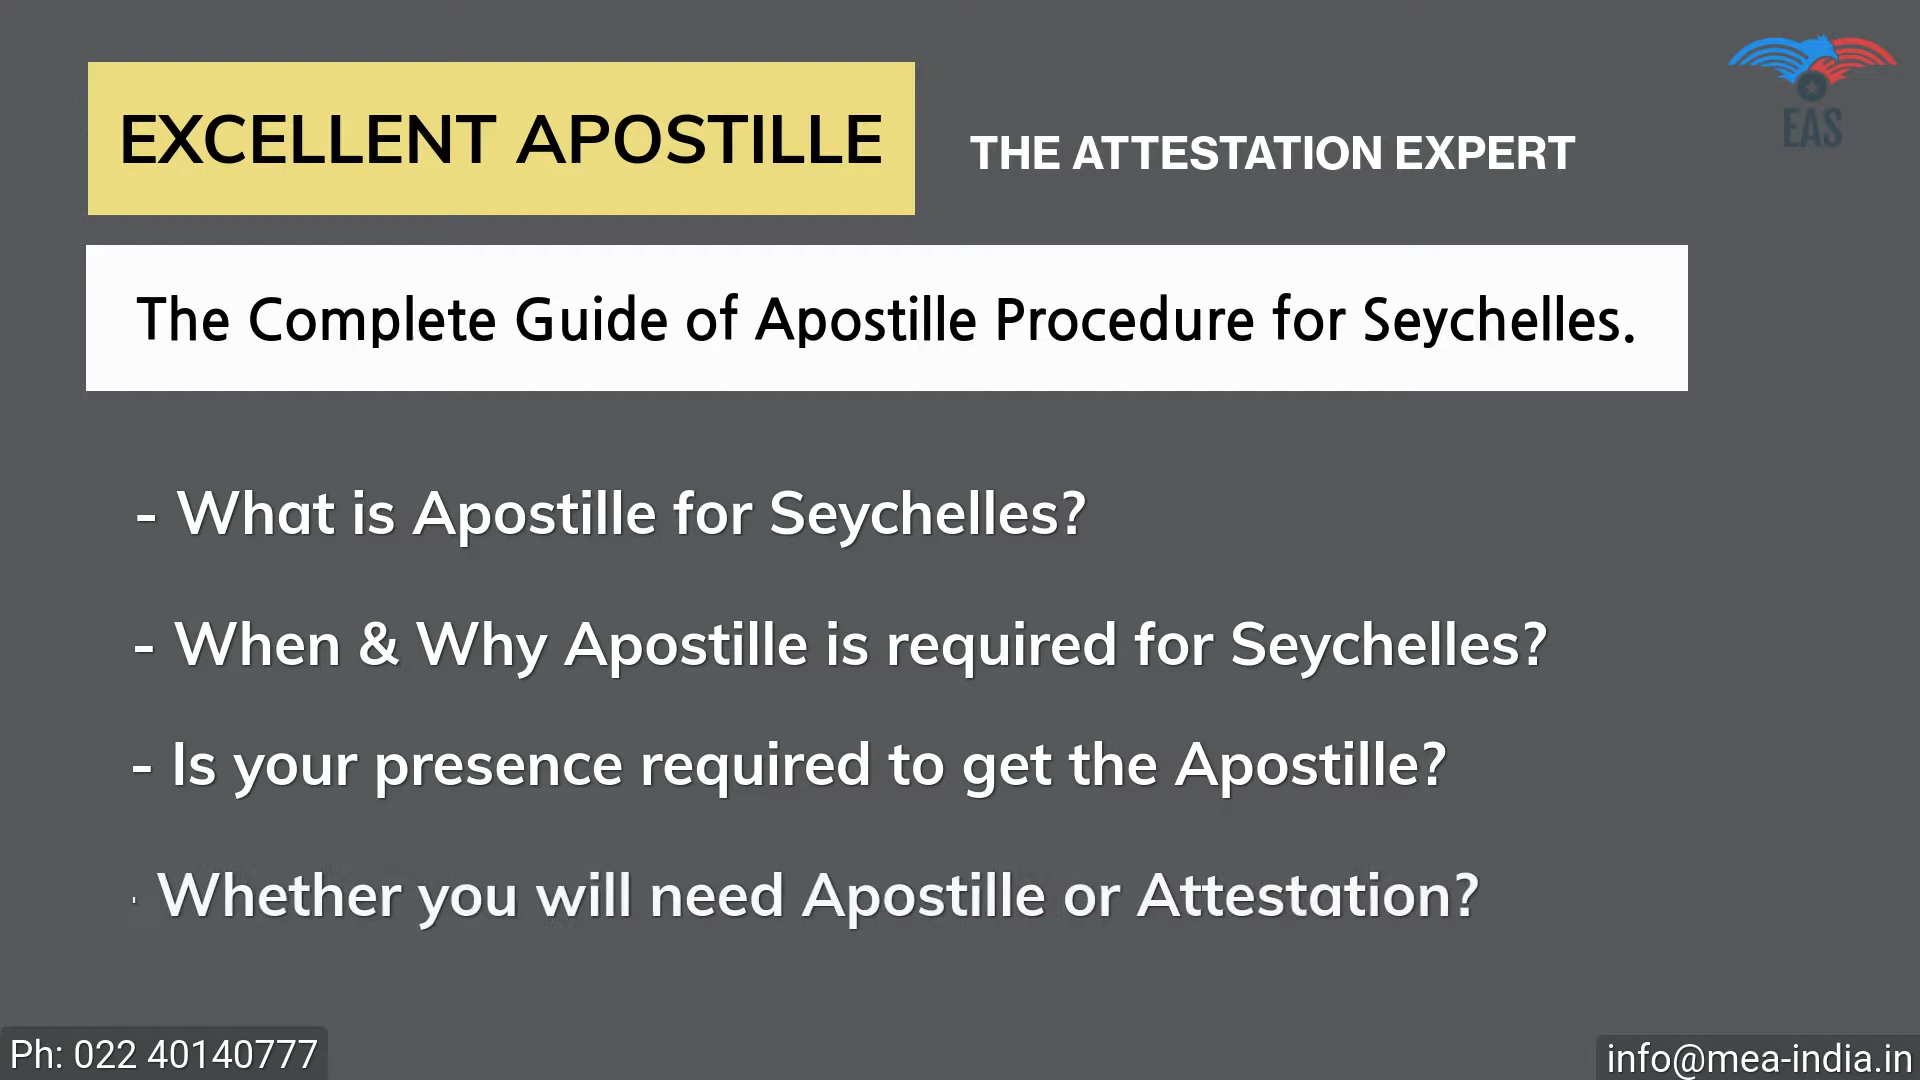 EXCELLENT APOSTILLE
THE ATTESTATION EXPERT
EAS
The Complete Guide of Apostille Procedure for Seychelles.
- What is Apostille for Seychelles?
- When & Why Apostille is required for Seychelles?
- Is your presence required to get the Apostille?
Whether you will need Apostille or Attestation?
Ph: 022 40140777
info@mea-india.in